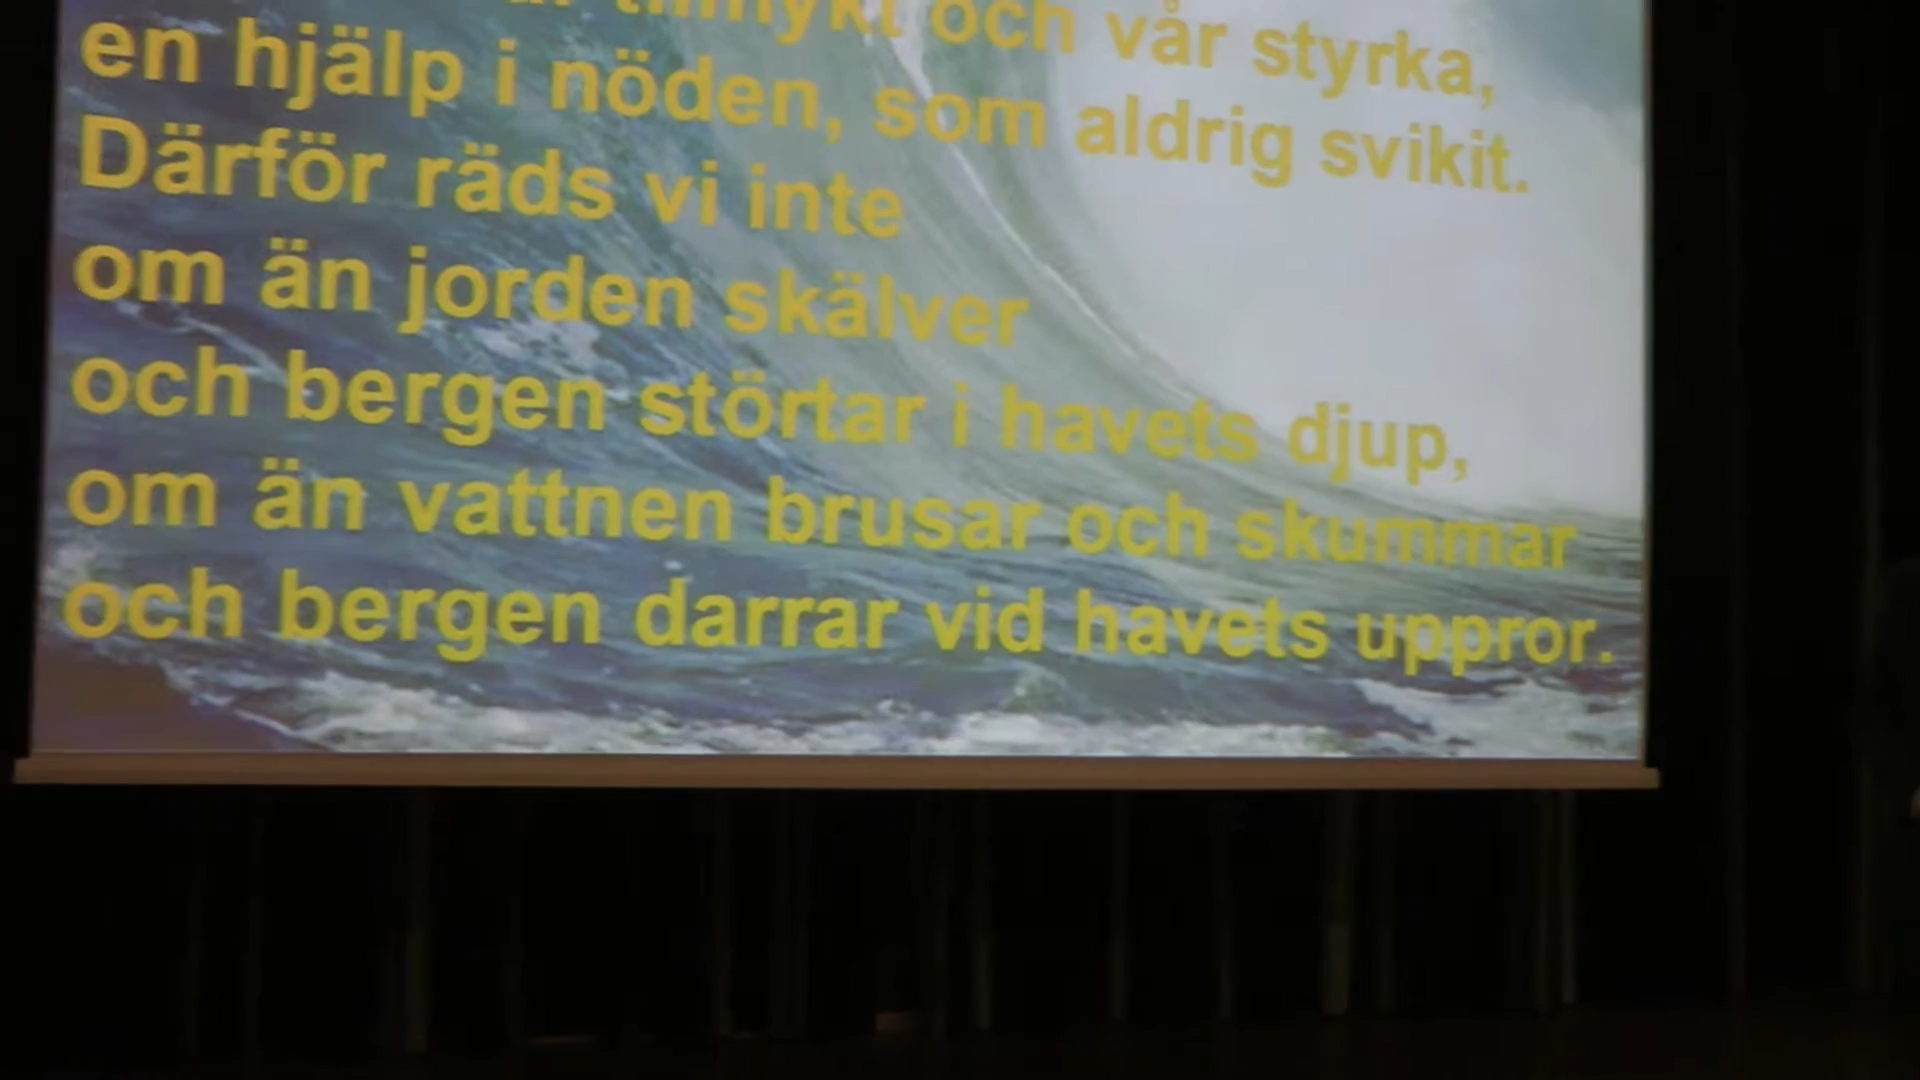 och vår styrka,
en hjälp i nöden, som aldrig svikit.
Därför räds vi inte
om än jorden skälver
och bergen störtar i havets djup,
om än vattnen brusar och skummar
och bergen darrar vid havets uppror.